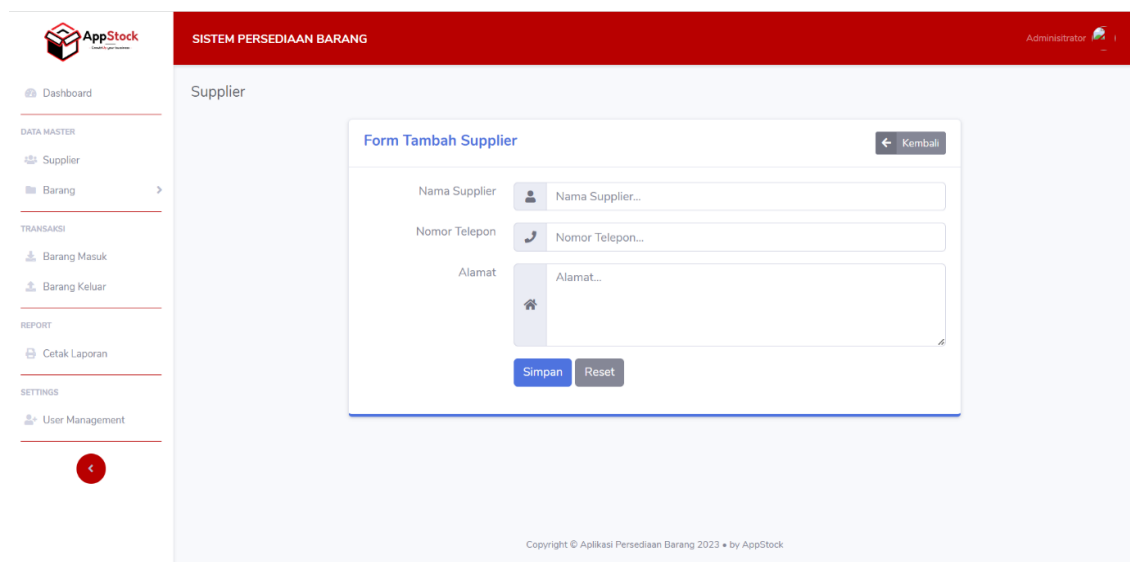 AppStock
SISTEM PERSEDIAAN BARANG
Adminisitrator
Dashboard
Supplier
DATA MASTER
Supplier
Barang
TRANSAKSI
Barang Masuk
Barang Keluar
REPORT
Cetak Laporan
SETTINGS
User Management
Form Tambah Supplier
Kembali
Nama Supplier
Nama Supplier...
Nomor Telepon
Nomor Telepon...
Alamat
Alamat...
Simpan
Reset
Copyright © Aplikasi Persediaan Barang 2023 • by AppStock